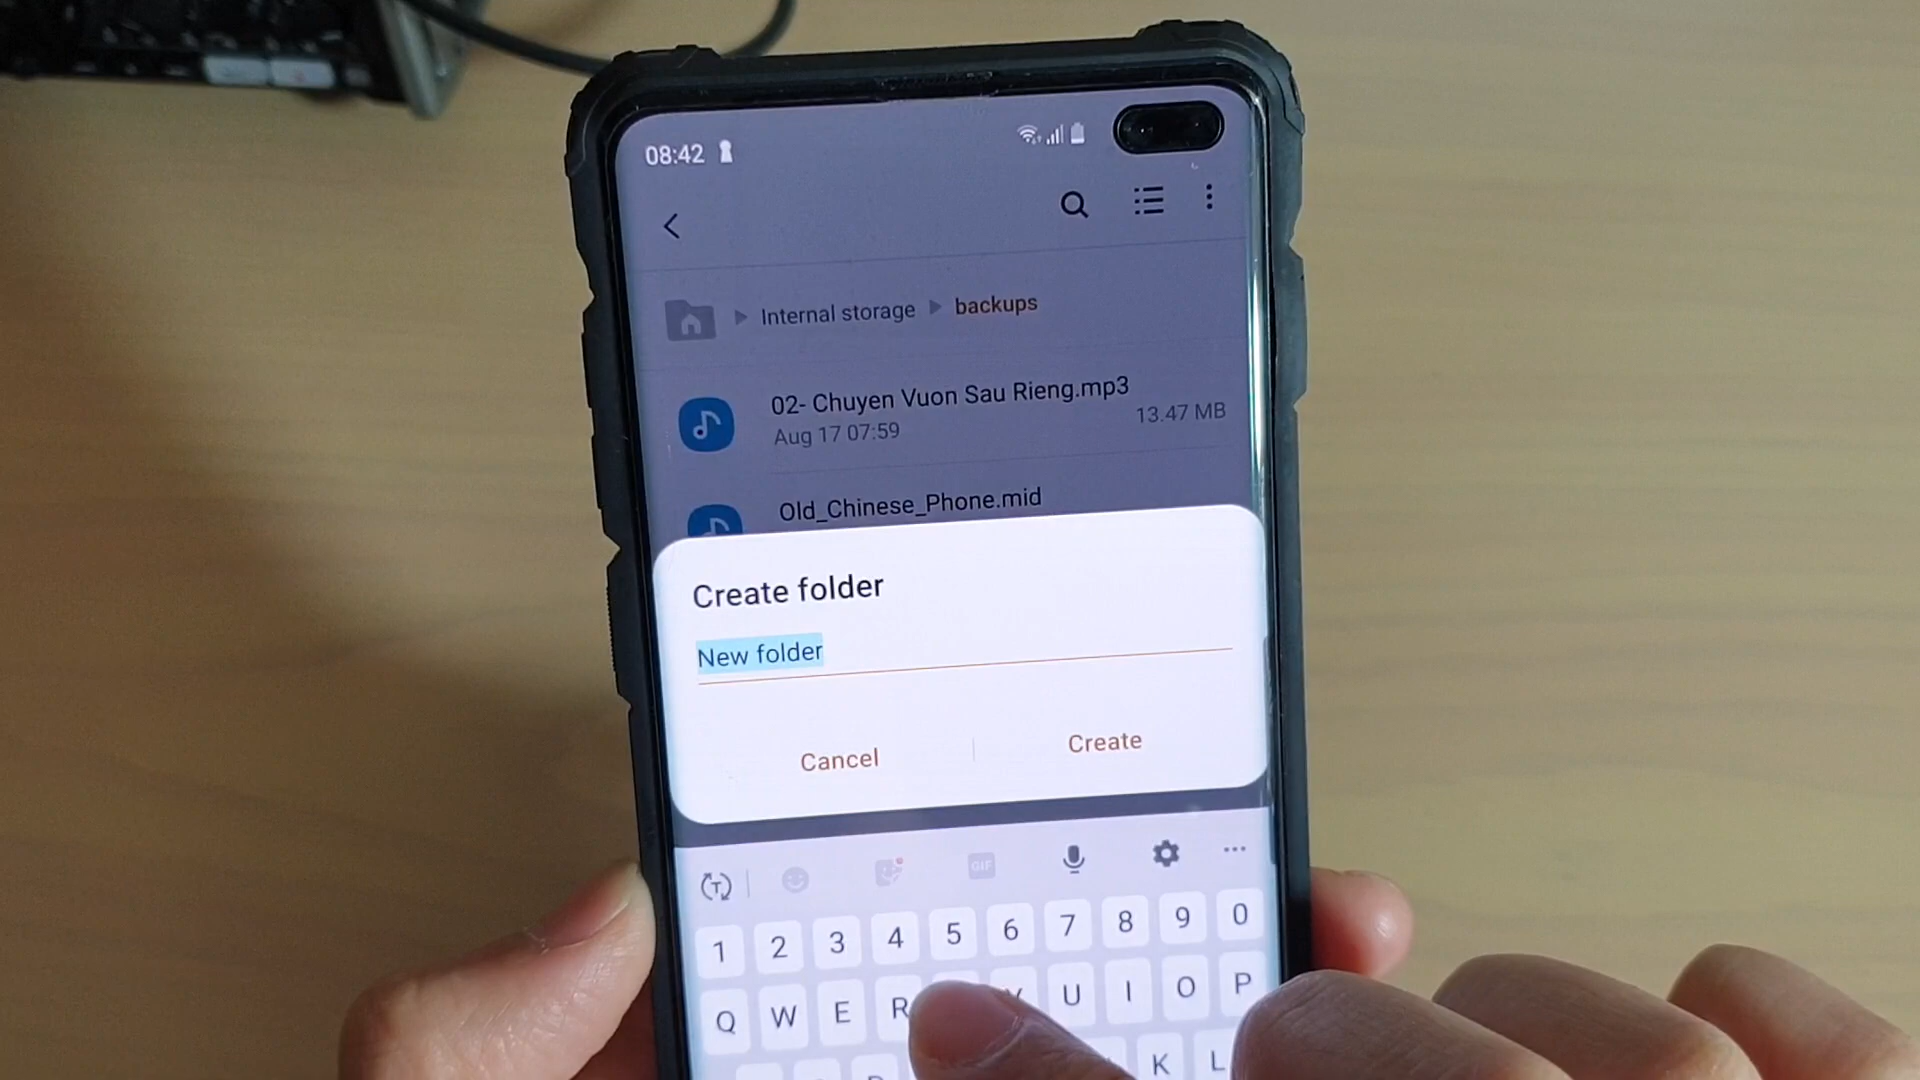 08:42
Internal storage backups
02- Chuyen Vuon Sau Rieng.mp3
Aug 17 07:59 13.47 MB
Old_Chinese_Phone.mid
Create folder
New folder
Cancel Create
T GIF
1 2 3 4 5 6 7 8 9 0
Q W E R Y U I O P
K L